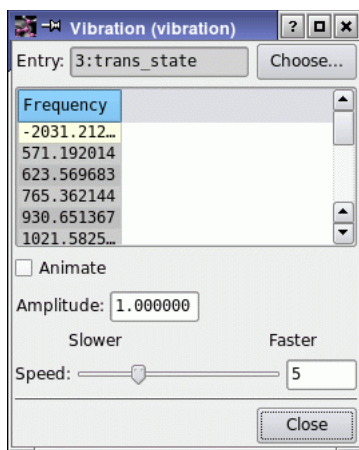 Vibration (vibration)
Entry: 3:trans_state Choose...
Frequency
-2031.212...
571.192014
623.569683
765.362144
930.651367
1021.5825...
Animate
Amplitude: 1.000000
Slower Faster
Speed: 5
Close